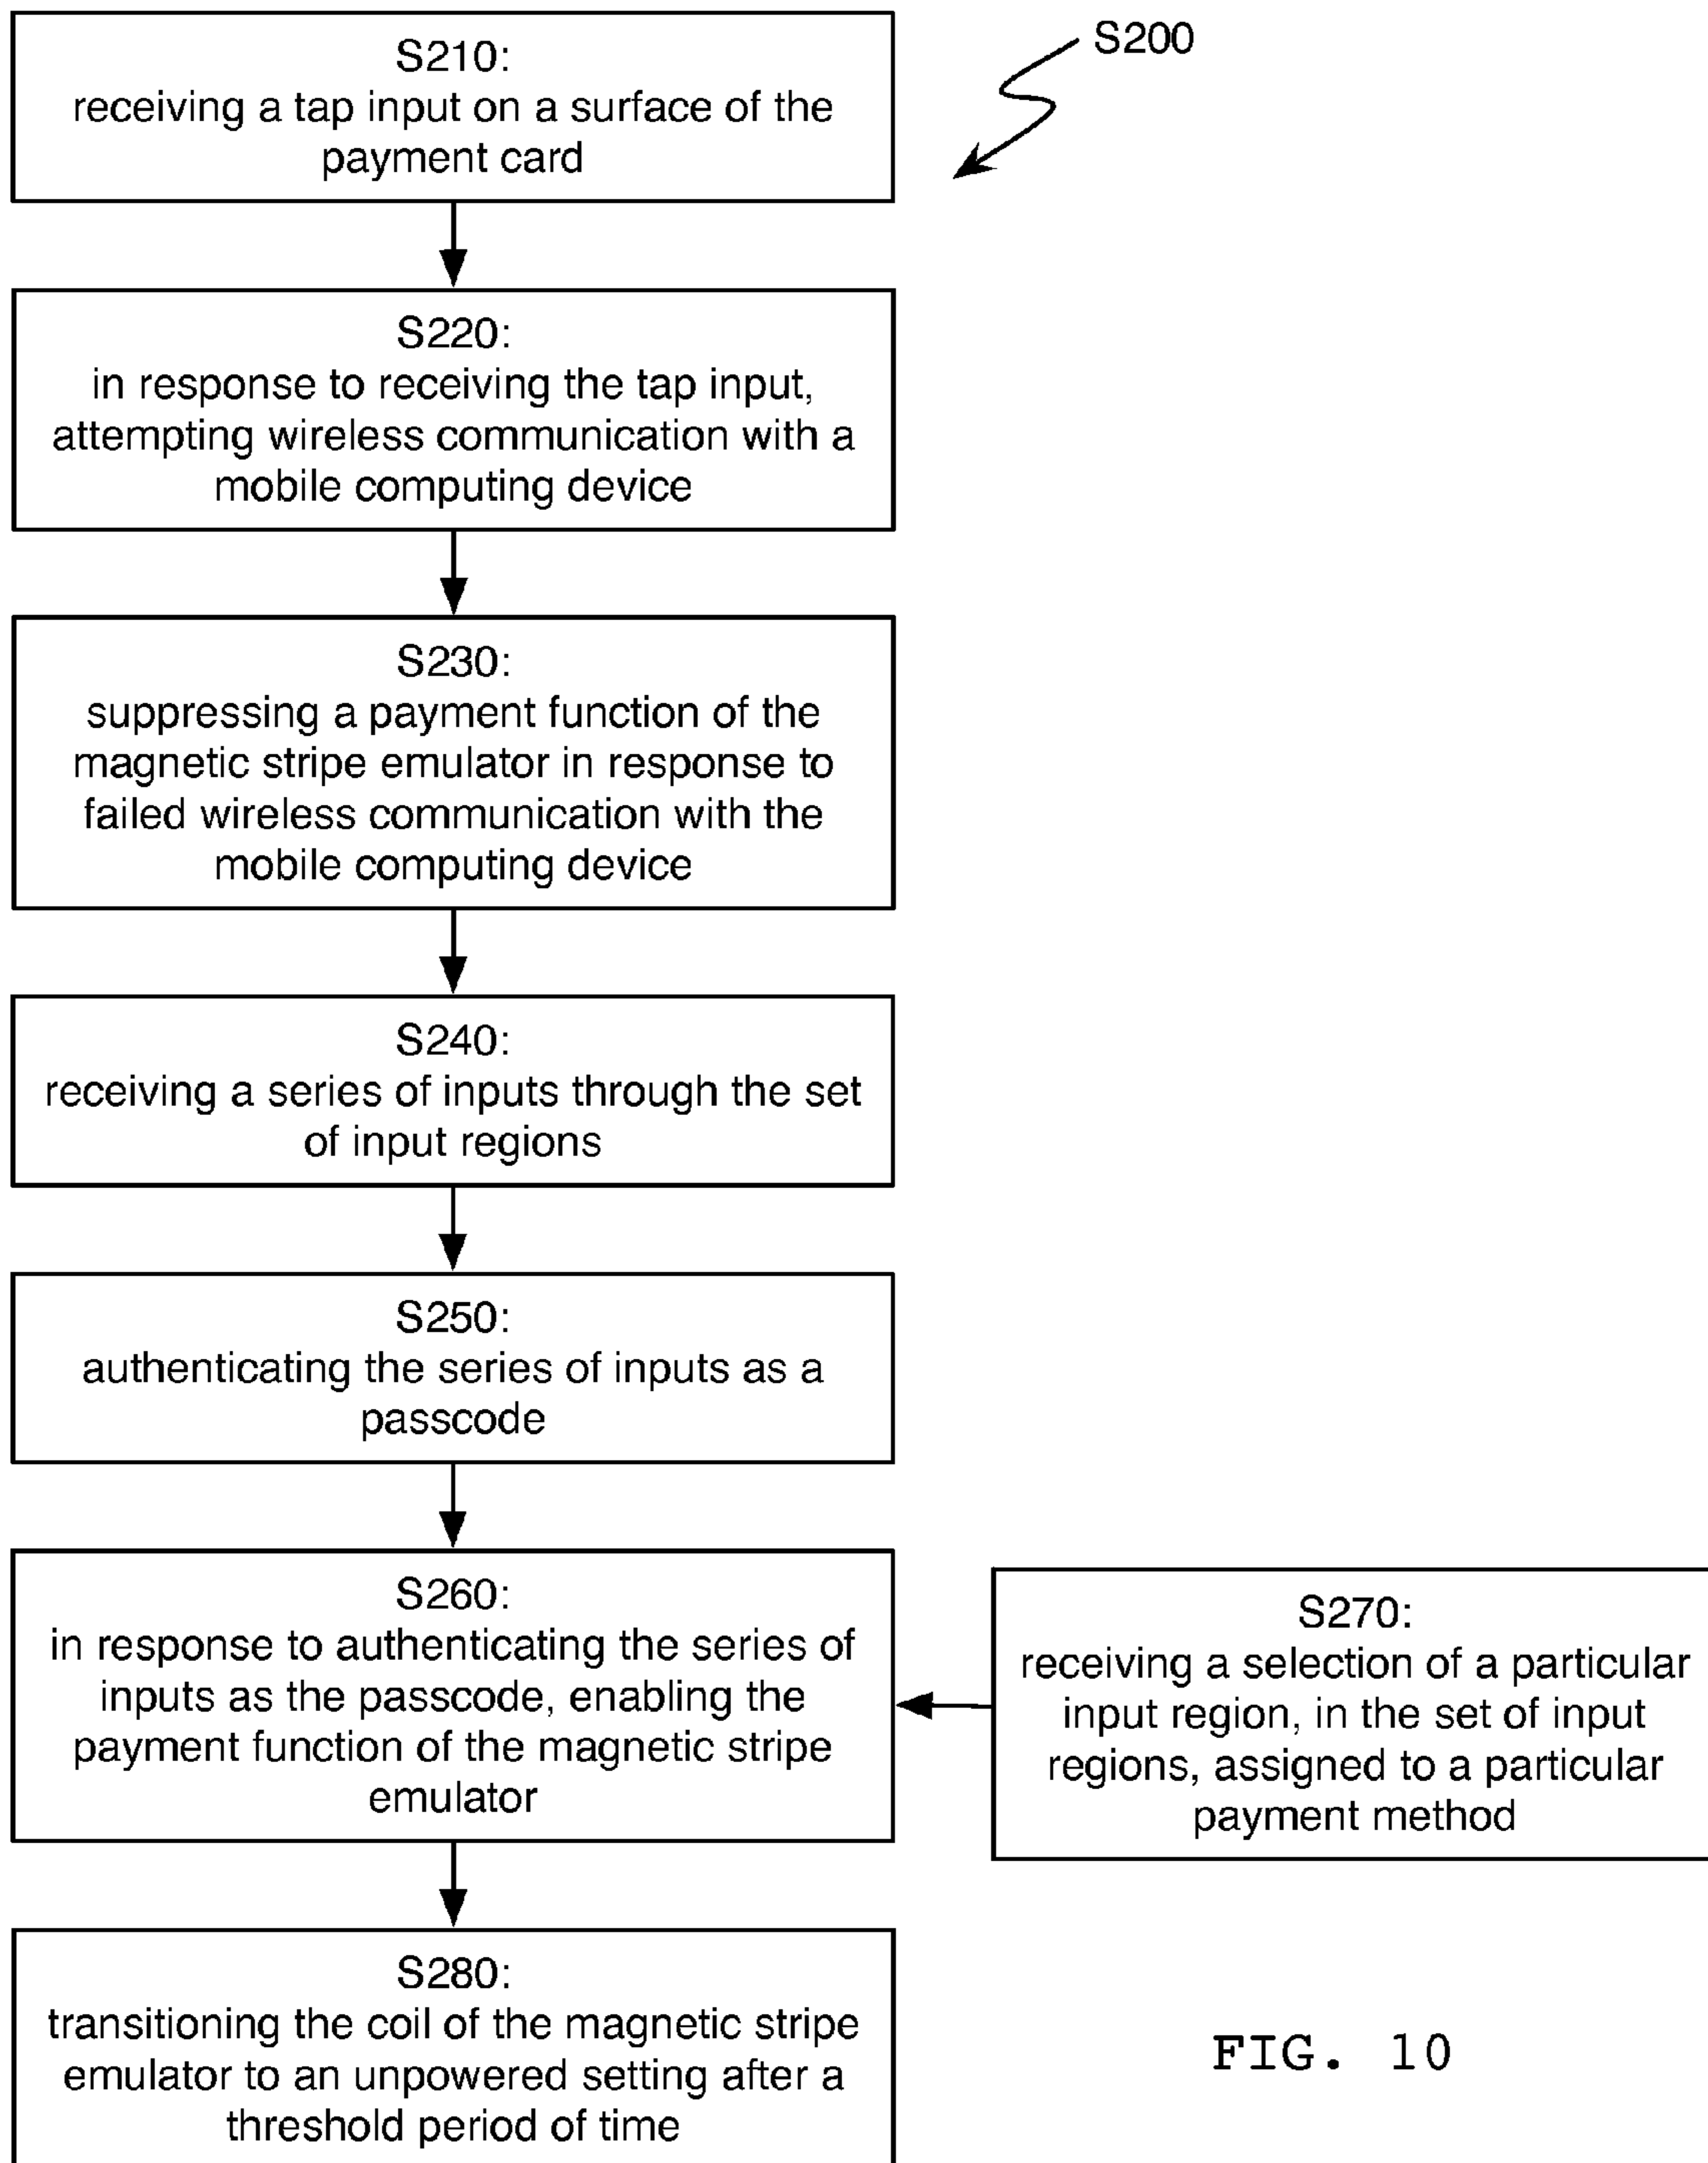 S210:
receiving a tap input on a surface of the
payment card
S200
S220:
in response to receiving the tap input,
attempting wireless communication with a
mobile computing device
S230:
suppressing a payment function of the
magnetic stripe emulator in response to
failed wireless communication with the
mobile computing device
S240:
receiving a series of inputs through the set
of input regions
S250:
authenticating the series of inputs as a
passcode
S260:
in response to authenticating the series of
inputs as the passcode, enabling the
payment function of the magnetic stripe
emulator
S270:
receiving a selection of a particular
input region, in the set of input
regions, assigned to a particular
payment method
S280:
transitioning the coil of the magnetic stripe
emulator to an unpowered setting after a
threshold period of time
FIG. 10